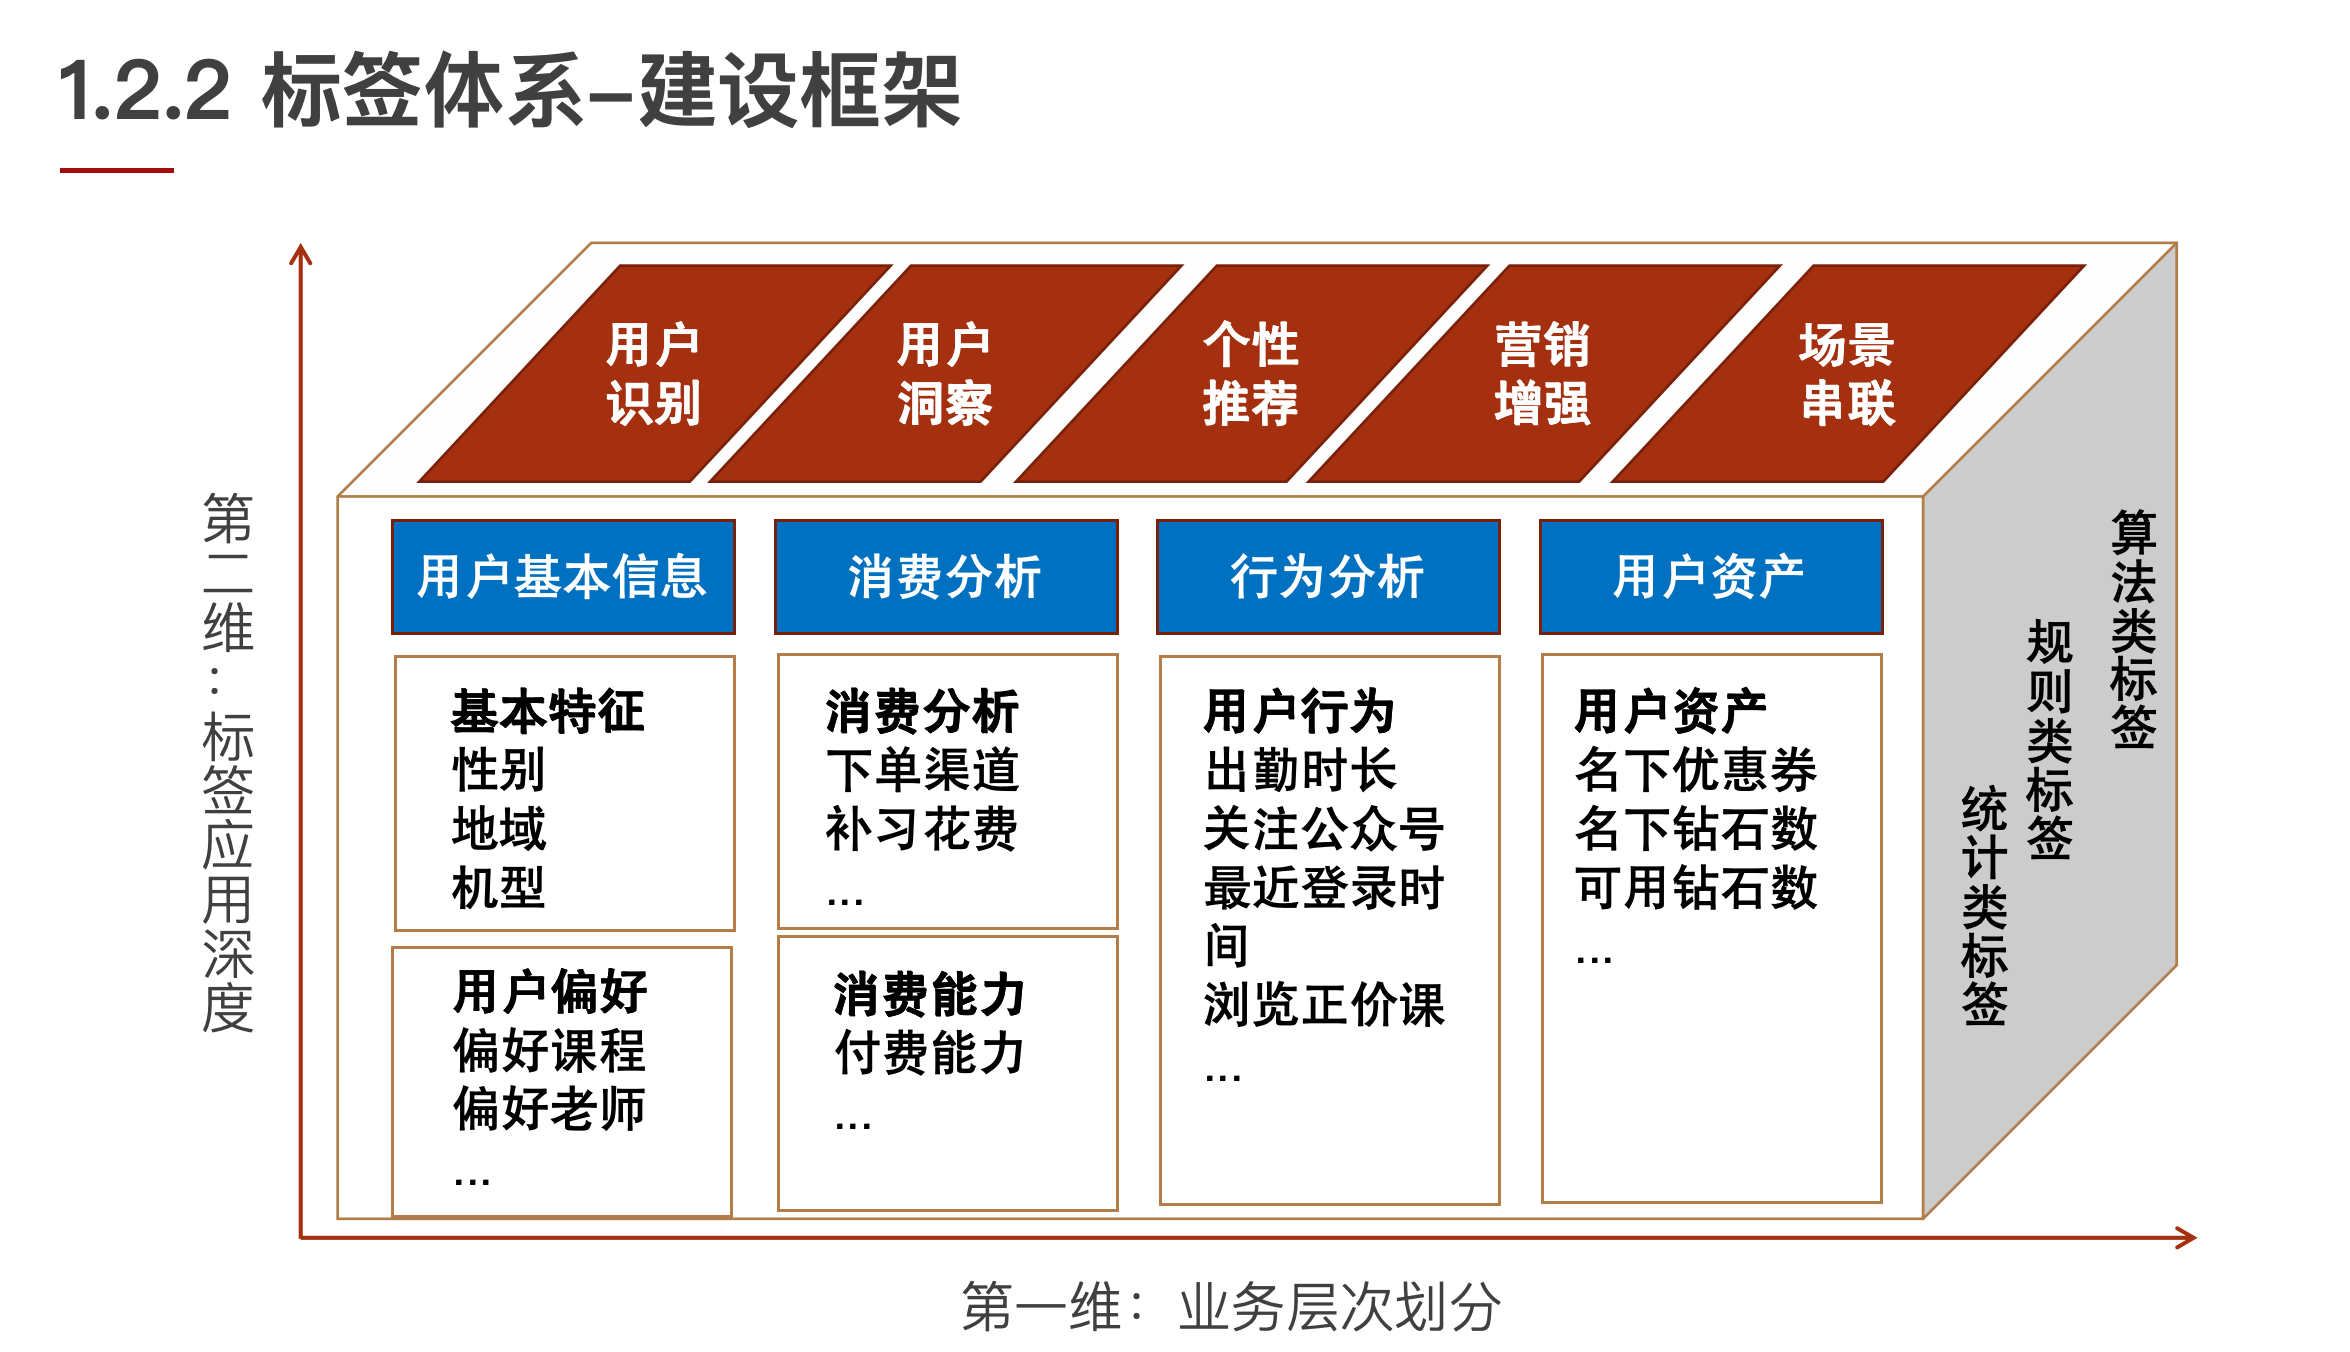 1.2.2 标签体系–建设框架
用户
识别
用户
洞察
个性
推荐
营销
增强
场景
串联
第二维：标签应用深度
用户基本信息
消费分析
行为分析
用户资产
基本特征
性别
地域
机型
用户偏好
偏好课程
偏好老师
...
消费分析
下单渠道
补习花费
...
消费能力
付费能力
...
用户行为
出勤时长
关注公众号
最近登录时
间
浏览正价课
...
用户资产
名下优惠券
名下钻石数
可用钻石数
...
统计类标签
规则类标签
算法类标签
第一维：业务层次划分